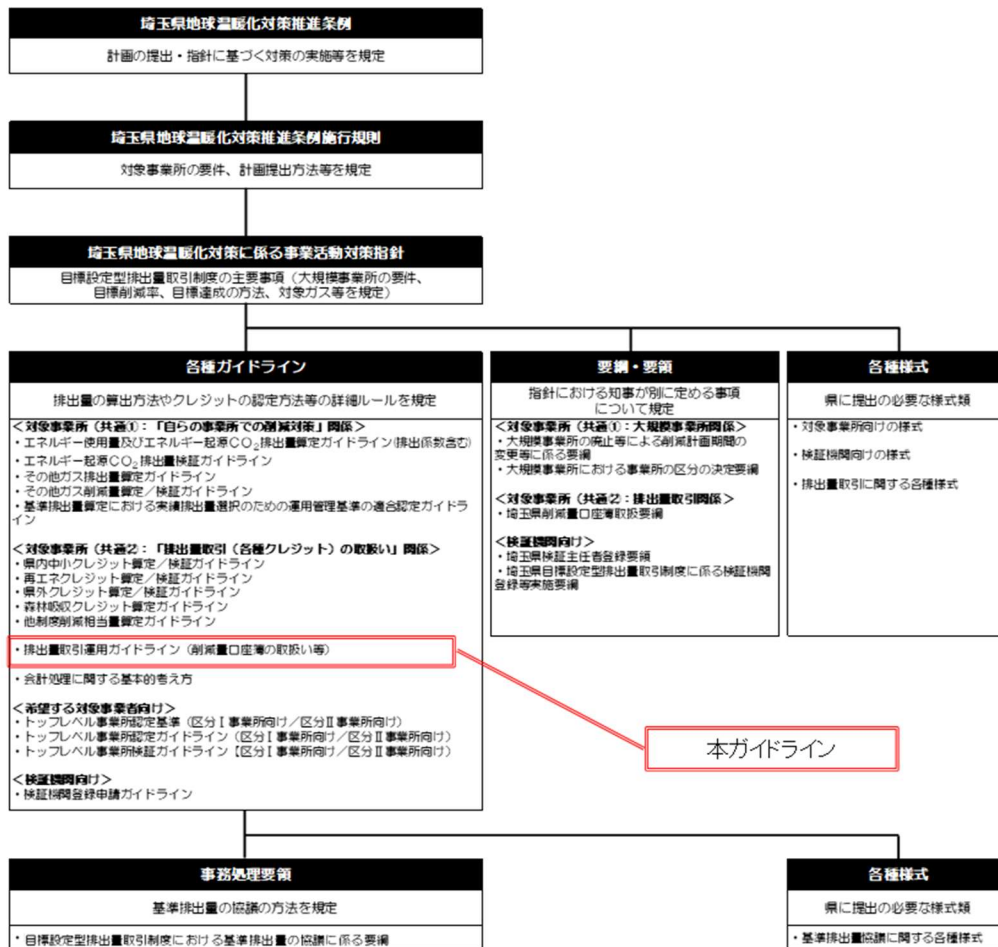 埼玉県地球温暖化対策推進条例
計画の提出・指針に基づく対策の実施等を規定
埼玉県地球温暖化対策推進条例施行規則
対象事業所の要件、計画提出方法等を規定
埼玉県地球温暖化対策に係る事業活動対策指針
目標設定型排出量取引制度の主要事項（大規模事業所の要件、
目標削減率、目標達成の方法、対象ガス等を規定）
各種ガイドライン
排出量の算出方法やクレジットの認定方法等の詳細ルールを規定
＜対象事業所（共通①：「自らの事業所での削減対策」関係＞
・エネルギー使用量及びエネルギー起源CO₂排出量算定ガイドライン(排出係数含む)
・エネルギー起源CO₂排出量検証ガイドライン
・その他ガス排出量算定ガイドライン
・その他ガス削減量算定／検証ガイドライン
・基準排出量算定における実績排出量選択のための運用管理基準の適合認定ガイドラ
イン
＜対象事業所（共通2：「排出量取引（各種クレジット）の取扱い」関係＞
・県内中小クレジット算定／検証ガイドライン
・再エネクレジット算定／検証ガイドライン
・県外クレジット算定／検証ガイドライン
・森林吸収クレジット算定ガイドライン
・他制度削減相当量算定ガイドライン
・排出量取引運用ガイドライン（削減量口座簿の取扱い等）
・会計処理に関する基本的考え方
＜希望する対象事業者向け＞
・トップレベル事業所認定基準（区分Ⅰ事業所向け／区分Ⅱ事業所向け）
・トップレベル事業所認定ガイドライン（区分Ⅰ事業所向け／区分Ⅱ事業所向け）
・トップレベル事業所検証ガイドライン【区分Ⅰ事業所向け／区分Ⅱ事業所向け）
＜検証機関向け＞
・検証機関登録申請ガイドライン
要綱・要領
指針における知事が別に定める事項
について規定
＜対象事業所（共通①：大規模事業所関係＞
・大規模事業所の廃止等による削減計画期間の
変更等に係る要綱
・大規模事業所における事業所の区分の決定要綱
＜対象事業所（共通②：排出量取引関係＞
・埼玉県削減量口座簿取扱要綱
＜検証機関向け＞
・埼玉県検証主任者登録要領
・埼玉県目標設定型排出量取引制度に係る検証機関
登録等実施要綱
各種様式
県に提出の必要な様式類
・対象事業所向けの様式
・検証機関向けの様式
・排出量取引に関する各種様式
本ガイドライン
事務処理要領
基準排出量の協議の方法を規定
・目標設定型排出量取引制度における基準排出量の協議に係る要綱
各種様式
県に提出の必要な様式類
・基準排出量協議に関する各種様式